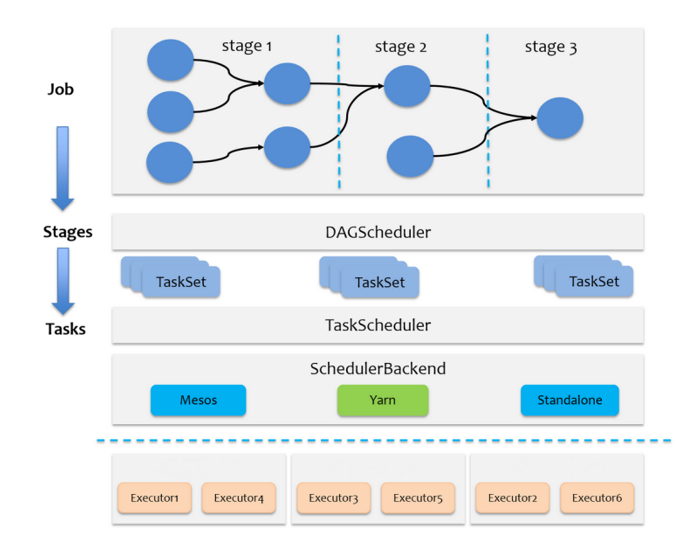 stage 1
stage 2
stage 3
Job
Stages
DAGScheduler
TaskSet
TaskSet
TaskSet
Tasks
TaskScheduler
SchedulerBackend
Mesos
Yarn
Standalone
Executor1
Executor4
Executor3
Executor5
Executor2
Executor6